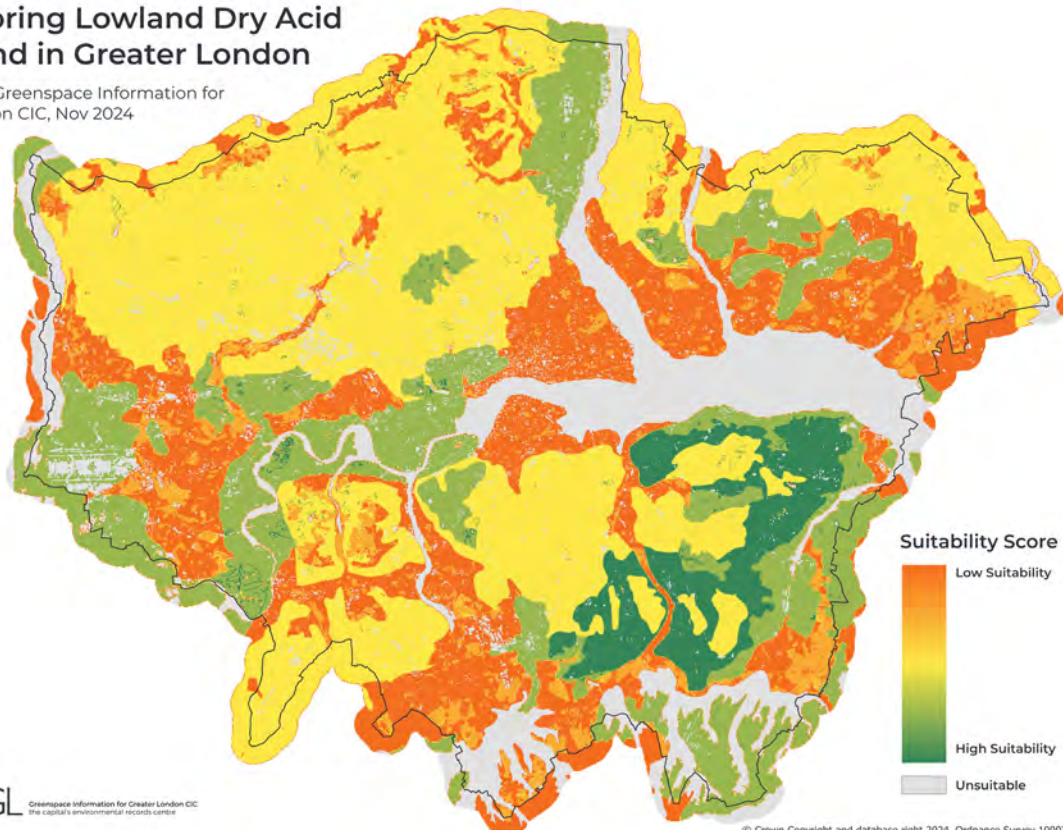 oring Lowland Dry Acid
nd in Greater London
Greenspace Information for
on CIC, Nov 2024
Suitability Score
Low Suitability
High Suitability
Unsuitable
GL Greenspace Information for Greater London CIC
the capital's environmental records centre
© Crown Copyright and database right 2024. Ordnance Survey